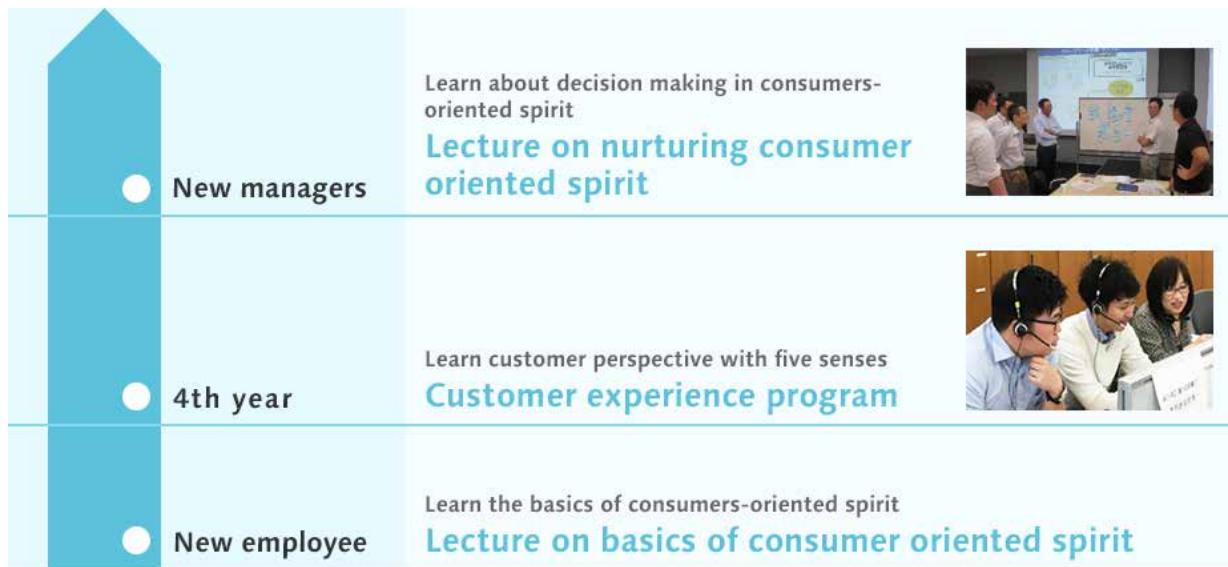 Learn about decision making in consumers-
oriented spirit
Lecture on nurturing consumer
oriented spirit
New managers
Learn customer perspective with five senses
Customer experience program
4th year
Learn the basics of consumers-oriented spirit
Lecture on basics of consumer oriented spirit
New employee